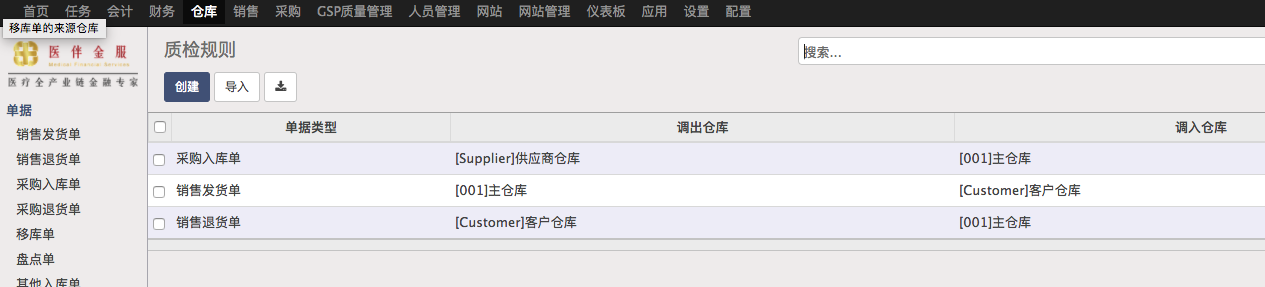 首页 任务 会计 财务 仓库 销售 采购 GSP质量管理 人员管理 网站 网站管理 仪表板 应用 设置 配置
移库单的来源仓库
医伴金服
Medical Financial Services
医疗全产业链金融专家
质检规则
搜索...
创建 导入
单据
销售发货单
销售退货单
采购入库单
采购退货单
移库单
盘点单
其他入库单
单据类型 调出仓库 调入仓库
采购入库单 [Supplier]供应商仓库 [001]主仓库
销售发货单 [001]主仓库 [Customer]客户仓库
销售退货单 [Customer]客户仓库 [001]主仓库